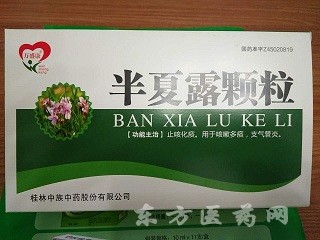 万盛康
国药准字Z45020819
半夏露颗粒
BAN XIA LU KE LI
【功能主治】止咳化痰。用于咳嗽多痰，支气管炎。
桂林中族中药股份有限公司
东方医药网